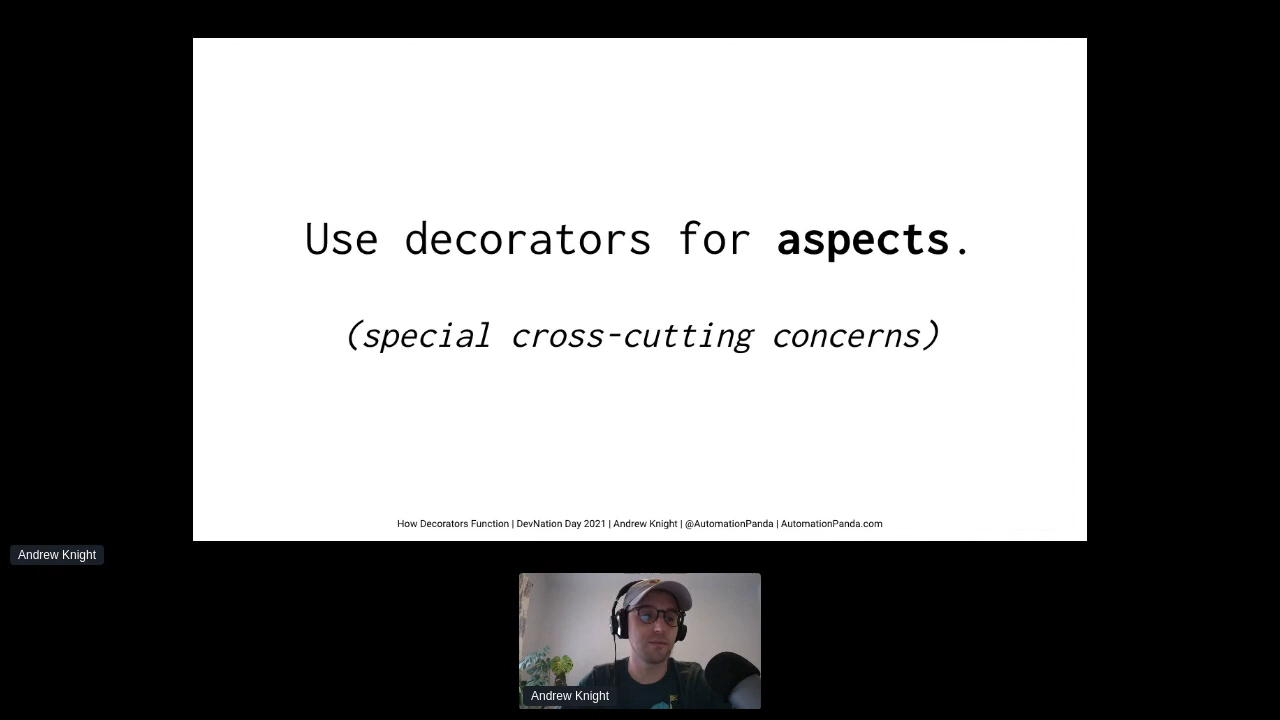 Use decorators for aspects.
(special cross-cutting concerns)
How Decorators Function | DevNation Day 2021 | Andrew Knight | @AutomationPanda | AutomationPanda.com
Andrew Knight
Andrew Knight